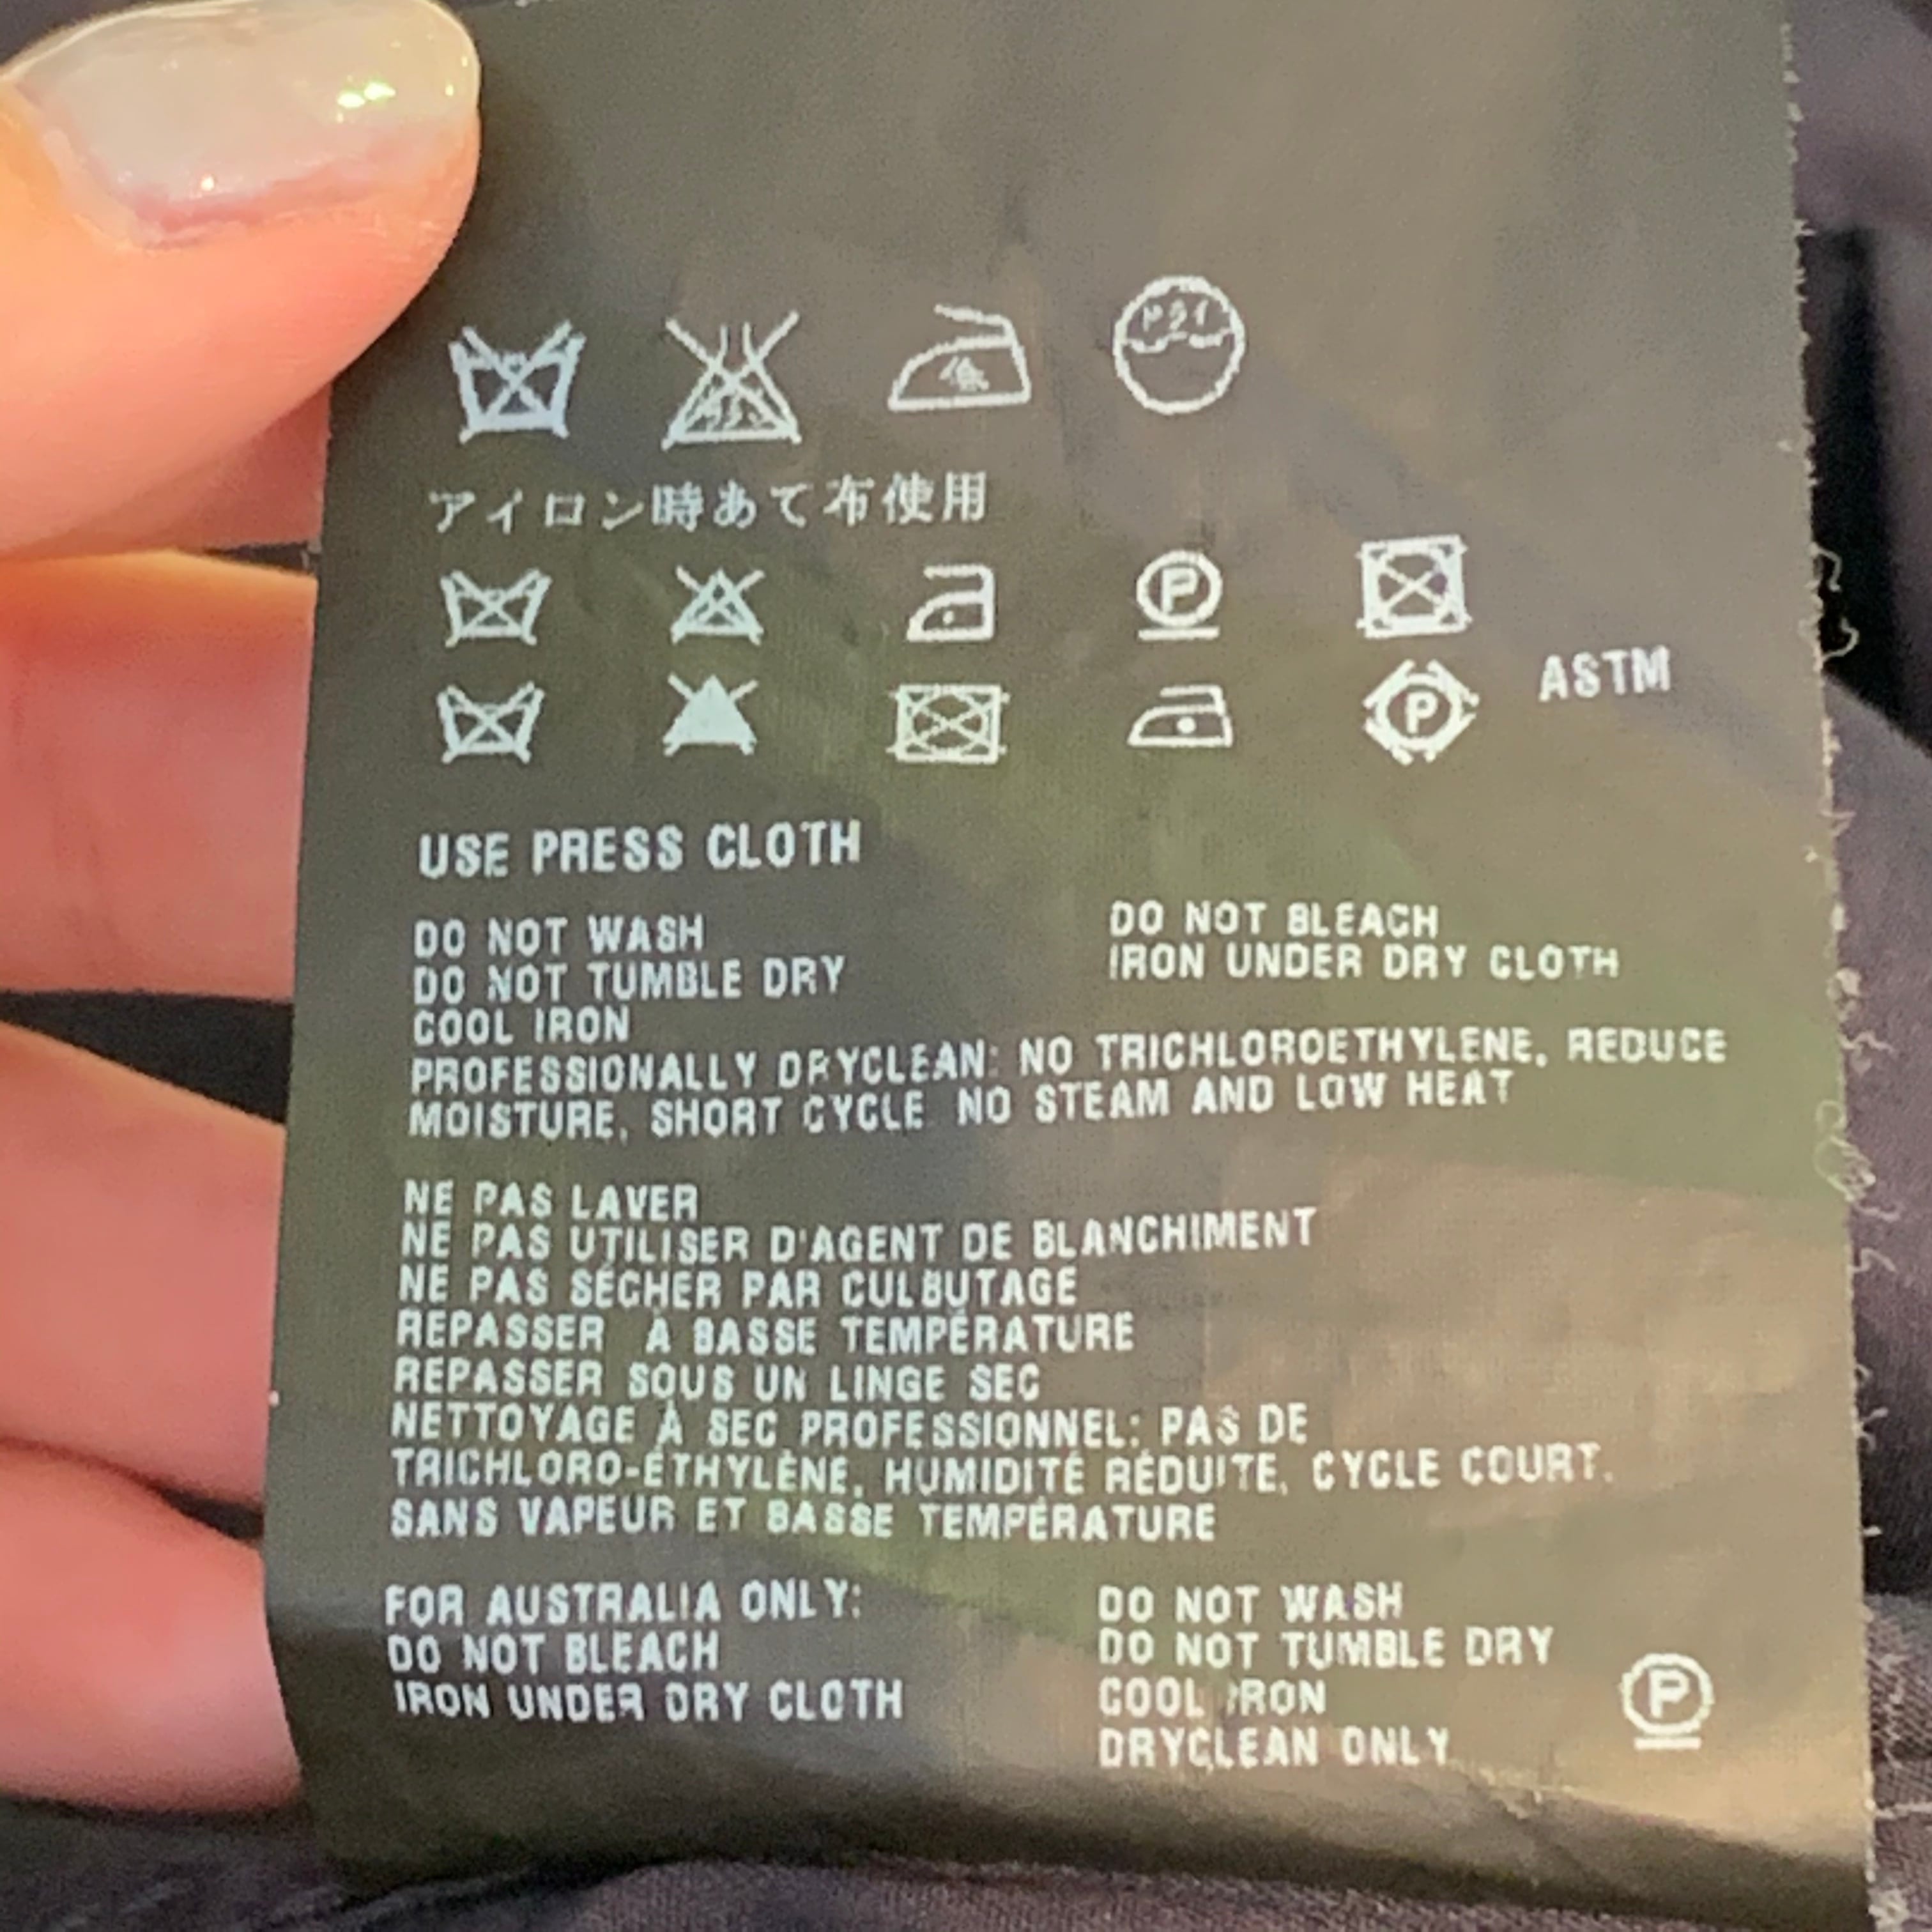 アイロン時あて布使用
P
ASTM
P
USE PRESS CLOTH
DO NOT WASH
DO NOT BLEACH
DO NOT TUMBLE DRY
IRON UNDER DRY CLOTH
COOL IRON
PROFESSIONALLY DRYCLEAN: NO TRICHLOROETHYLENE, REDUCE
MOISTURE, SHORT CYCLE NO STEAM AND LOW HEAT
NE PAS LAVER
NE PAS UTILISER D'AGENT DE BLANCHIMENT
NE PAS SÉCHER PAR CULBUTAGE
REPASSER À BASSE TEMPÉRATURE
REPASSER SOUS UN LINGE SEC
NETTOYAGE À SEC PROFESSIONNEL: PAS DE
TRICHLORO-ÉTHYLÈNE, HUMIDITÉ RÉDUITE, CYCLE COURT.
SANS VAPEUR ET BASSE TEMPÉRATURE
FOR AUSTRALIA ONLY:
DO NOT BLEACH
IRON UNDER DRY CLOTH
DO NOT WASH
DO NOT TUMBLE DRY
COOL IRON
DRYCLEAN ONLY
P